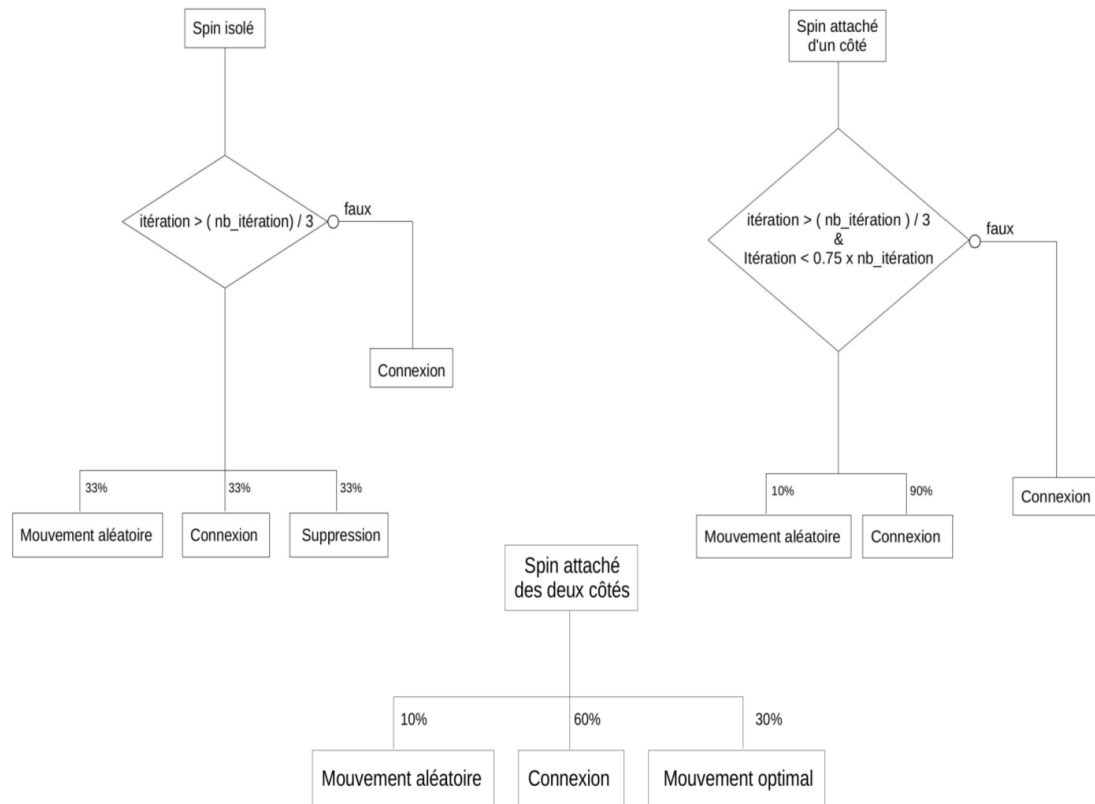 Spin isolé
itération > ( nb_itération) / 3
faux
Connexion
33%
33%
33%
Mouvement aléatoire
Connexion
Suppression
Spin attaché
d'un côté
itération > ( nb_itération ) / 3
&
Itération < 0.75 x nb_itération
faux
Connexion
10%
90%
Mouvement aléatoire
Connexion
Spin attaché
des deux côtés
10%
60%
30%
Mouvement aléatoire
Connexion
Mouvement optimal